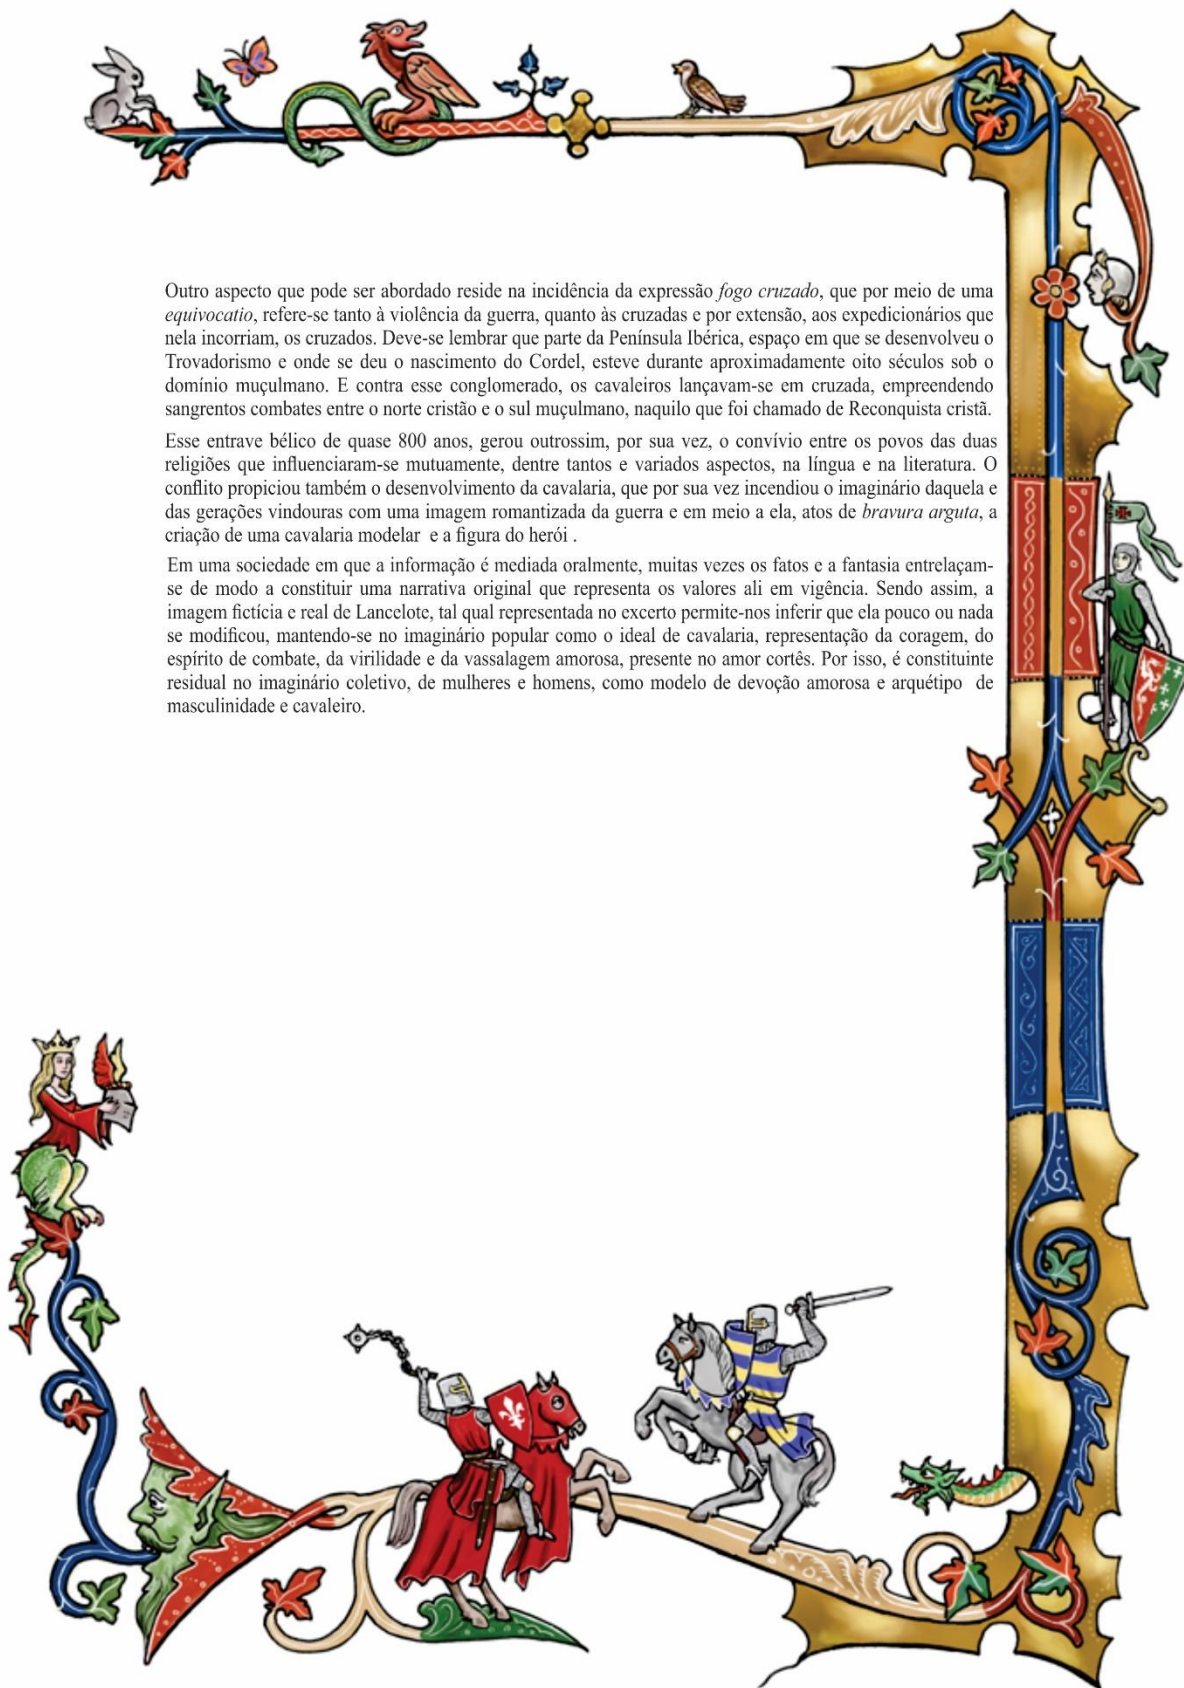 Outro aspecto que pode ser abordado reside na incidência da expressão fogo cruzado, que por meio de uma
equivocatio, refere-se tanto à violência da guerra, quanto às cruzadas e por extensão, aos expedicionários que
nela incorriam, os cruzados. Deve-se lembrar que parte da Península Ibérica, espaço em que se desenvolveu o
Trovadorismo e onde se deu o nascimento do Cordel, esteve durante aproximadamente oito séculos sob o
domínio muçulmano. E contra esse conglomerado, os cavaleiros lançavam-se em cruzada, empreendendo
sangrentos combates entre o norte cristão e o sul muçulmano, naquilo que foi chamado de Reconquista cristã.
Esse entrave bélico de quase 800 anos, gerou outrossim, por sua vez, o convívio entre os povos das duas
religiões que influenciaram-se mutuamente, dentre tantos e variados aspectos, na língua e na literatura. O
conflito propiciou também o desenvolvimento da cavalaria, que por sua vez incendiou o imaginário daquela e
das gerações vindouras com uma imagem romantizada da guerra e em meio a ela, atos de bravura arguta, a
criação de uma cavalaria modelar e a figura do herói .
Em uma sociedade em que a informação é mediada oralmente, muitas vezes os fatos e a fantasia entrelaçam-
se de modo a constituir uma narrativa original que representa os valores ali em vigência. Sendo assim, a
imagem fictícia e real de Lancelote, tal qual representada no excerto permite-nos inferir que ela pouco ou nada
se modificou, mantendo-se no imaginário popular como o ideal de cavalaria, representação da coragem, do
espírito de combate, da virilidade e da vassalagem amorosa, presente no amor cortês. Por isso, é constituinte
residual no imaginário coletivo, de mulheres e homens, como modelo de devoção amorosa e arquétipo de
masculinidade e cavaleiro.